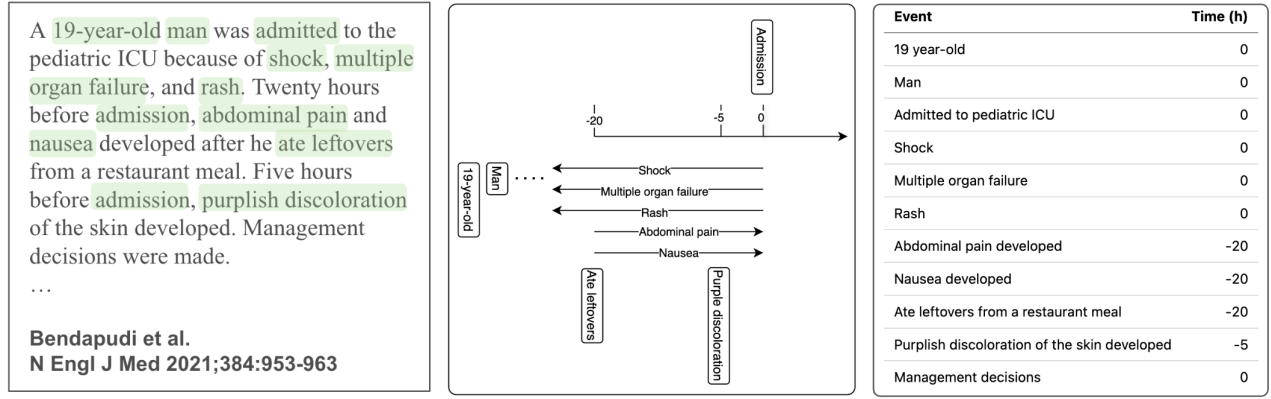 A 19-year-old man was admitted to the
pediatric ICU because of shock, multiple
organ failure, and rash. Twenty hours
before admission, abdominal pain and
nausea developed after he ate leftovers
from a restaurant meal. Five hours
before admission, purplish discoloration
of the skin developed. Management
decisions were made.
...
Bendapudi et al.
N Engl J Med 2021;384:953-963
Admission
-20 -5 0
Shock
Multiple organ failure
Rash
Abdominal pain
Nausea
19-year-old
Man
....
Ate leftovers
Purple discoloration
Event Time (h)
19 year-old 0
Man 0
Admitted to pediatric ICU 0
Shock 0
Multiple organ failure 0
Rash 0
Abdominal pain developed -20
Nausea developed -20
Ate leftovers from a restaurant meal -20
Purplish discoloration of the skin developed -5
Management decisions 0